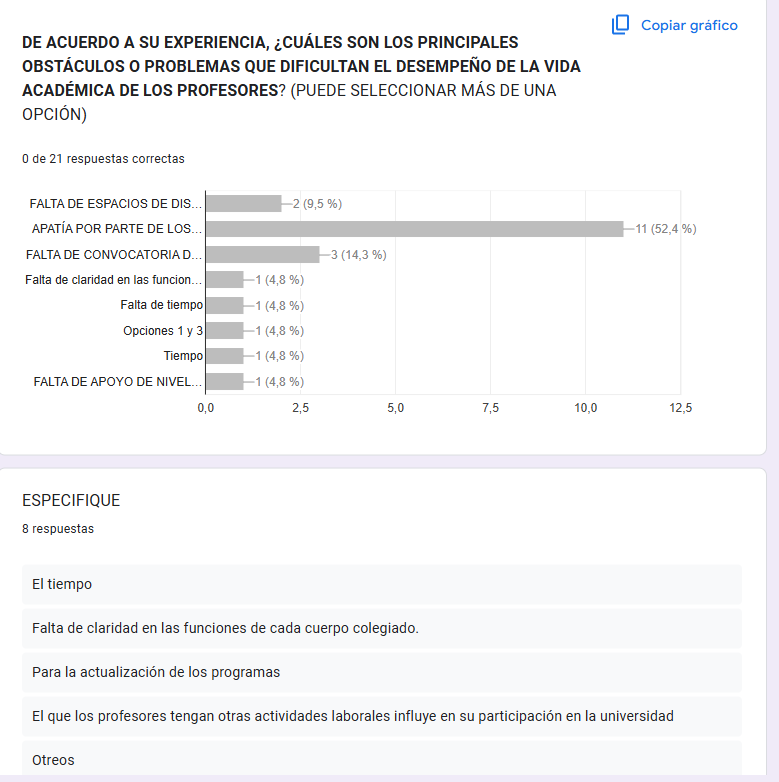 Copiar gráfico
DE ACUERDO A SU EXPERIENCIA, ¿CUÁLES SON LOS PRINCIPALES
OBSTÁCULOS O PROBLEMAS QUE DIFICULTAN EL DESEMPEÑO DE LA VIDA
ACADÉMICA DE LOS PROFESORES? (PUEDE SELECCIONAR MÁS DE UNA
OPCIÓN)
0 de 21 respuestas correctas
FALTA DE ESPACIOS DE DIS... 2 (9,5 %)
APATÍA POR PARTE DE LOS... 11 (52,4 %)
FALTA DE CONVOCATORIA D... 3 (14,3 %)
Falta de claridad en las funcion... 1 (4,8 %)
Falta de tiempo 1 (4,8 %)
Opciones 1 y 3 1 (4,8 %)
Tiempo 1 (4,8 %)
FALTA DE APOYO DE NIVEL... 1 (4,8 %)
0,0 2,5 5,0 7,5 10,0 12,5
ESPECIFIQUE
8 respuestas
El tiempo
Falta de claridad en las funciones de cada cuerpo colegiado.
Para la actualización de los programas
El que los profesores tengan otras actividades laborales influye en su participación en la universidad
Otreos